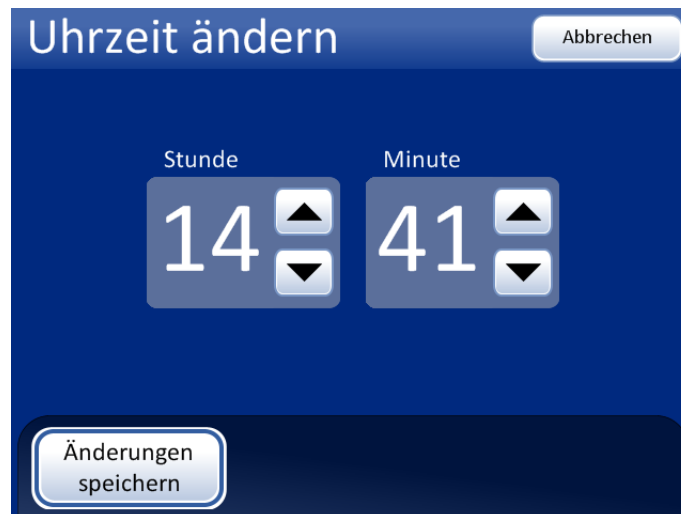 Uhrzeit ändern
Abbrechen
Stunde
Minute
14
41
Änderungen
speichern